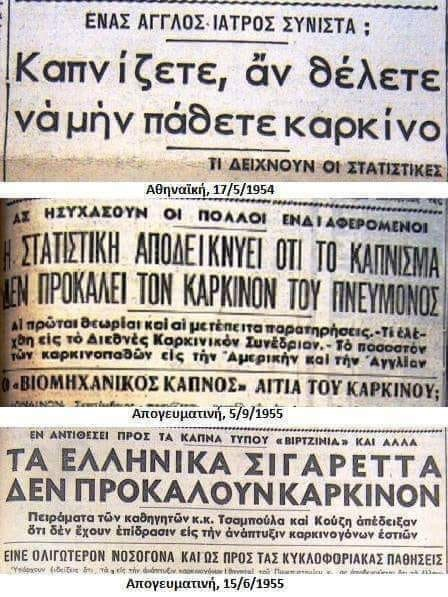 ΕΝΑΣ ΑΓΓΛΟΣ ΙΑΤΡΟΣ ΣΥΝΙΣΤΑ ;
Καπνίζετε, ἄν θέλετε
νὰ μὴν πάθετε καρκίνο
ΤΙ ΔΕΙΧΝΟΥΝ ΟΙ ΣΤΑΤΙΣΤΙΚΕΣ
Αθηναϊκή, 17/5/1954
ΑΣ ΗΣΥΧΑΣΟΥΝ ΟΙ ΠΟΛΛΟΙ ΕΝΔΙΑΦΕΡΟΜΕΝΟΙ
Η ΣΤΑΤΙΣΤΙΚΗ ΑΠΟΔΕΙΚΝΥΕΙ ΟΤΙ ΤΟ ΚΑΠΝΙΣΜΑ
ΔΕΝ ΠΡΟΚΑΛΕΙ ΤΟΝ ΚΑΡΚΙΝΟΝ ΤΟΥ ΠΝΕΥΜΟΝΟΣ
Αἱ πρῶται θεωρίαι καὶ αἱ μετέπειτα παρατηρήσεις.-Τί ἐλέ-
χθη εἰς τὸ Διεθνὲς Καρκινικὸν Συνέδριον.- Τὸ ποσοστὸν
τῶν καρκινοπαθῶν εἰς τὴν Ἀμερικὴν καὶ τὴν Ἀγγλίαν
Ο «ΒΙΟΜΗΧΑΝΙΚΟΣ ΚΑΠΝΟΣ» ΑΙΤΙΑ ΤΟΥ ΚΑΡΚΙΝΟΥ;
Απογευματινή, 5/9/1955
ΕΝ ΑΝΤΙΘΕΣΕΙ ΠΡΟΣ ΤΑ ΚΑΠΝΑ ΤΥΠΟΥ «ΒΙΡΤΖΙΝΙΑ» ΚΑΙ ΑΛΛΑ
ΤΑ ΕΛΛΗΝΙΚΑ ΣΙΓΑΡΕΤΤΑ
ΔΕΝ ΠΡΟΚΑΛΟΥΝ ΚΑΡΚΙΝΟΝ
Πειράματα τῶν καθηγητῶν κ.κ. Τσαμπούλα καὶ Κούζη ἀπέδειξαν
ὅτι δὲν ἔχουν ἐπίδρασιν εἰς τὴν ἀνάπτυξιν καρκινογόνων ἑστιῶν
ΕΙΝΕ ΟΛΙΓΩΤΕΡΟΝ ΝΟΣΟΓΟΝΑ ΚΑΙ ΩΣ ΠΡΟΣ ΤΑΣ ΚΥΚΛΟΦΟΡΙΑΚΑΣ ΠΑΘΗΣΕΙΣ
Απογευματινή, 15/6/1955